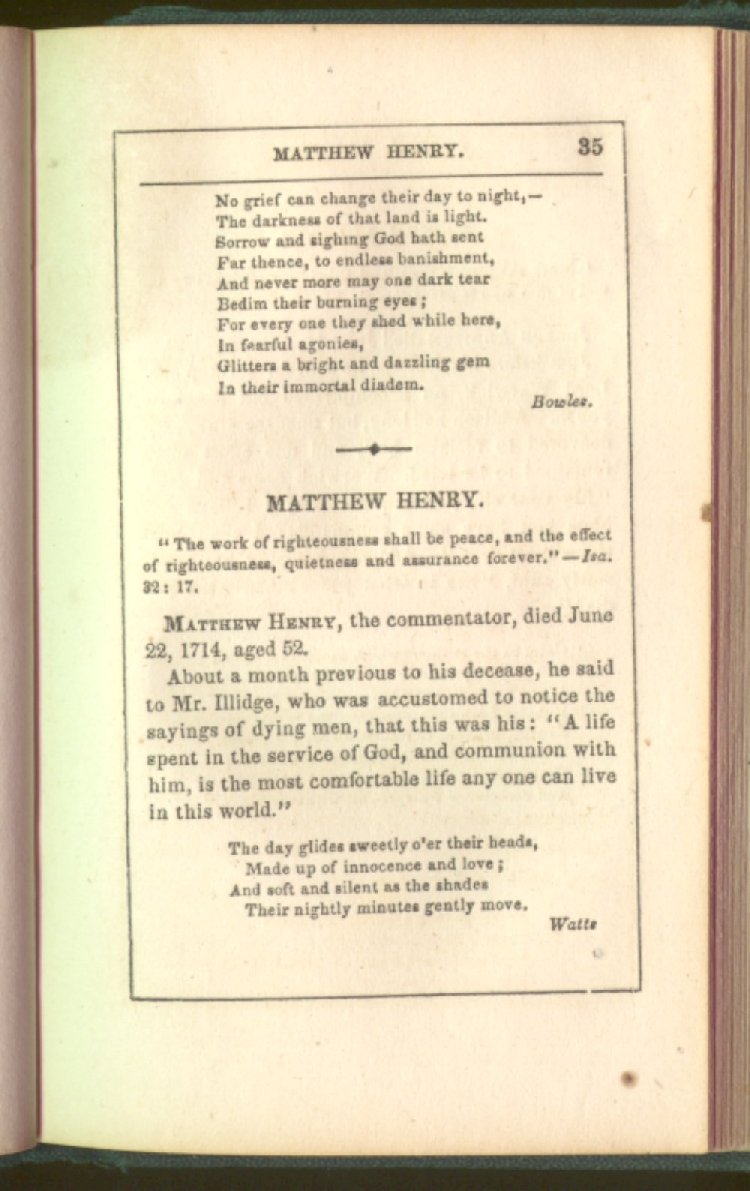 MATTHEW HENRY. 35
No grief can change their day to night,—
The darkness of that land is light.
Sorrow and sighing God hath sent
Far thence, to endless banishment,
And never more may one dark tear
Bedim their burning eyes;
For every one they shed while here,
In fearful agonies,
Glitters a bright and dazzling gem
In their immortal diadem.
Bowles.
MATTHEW HENRY.
"The work of righteousness shall be peace, and the effect
of righteousness, quietness and assurance forever."—Isa.
32: 17.
MATTHEW HENRY, the commentator, died June
22, 1714, aged 52.
About a month previous to his decease, he said
to Mr. Illidge, who was accustomed to notice the
sayings of dying men, that this was his: "A life
spent in the service of God, and communion with
him, is the most comfortable life any one can live
in this world."
The day glides sweetly o'er their heads,
Made up of innocence and love;
And soft and silent as the shades
Their nightly minutes gently move.
Watts